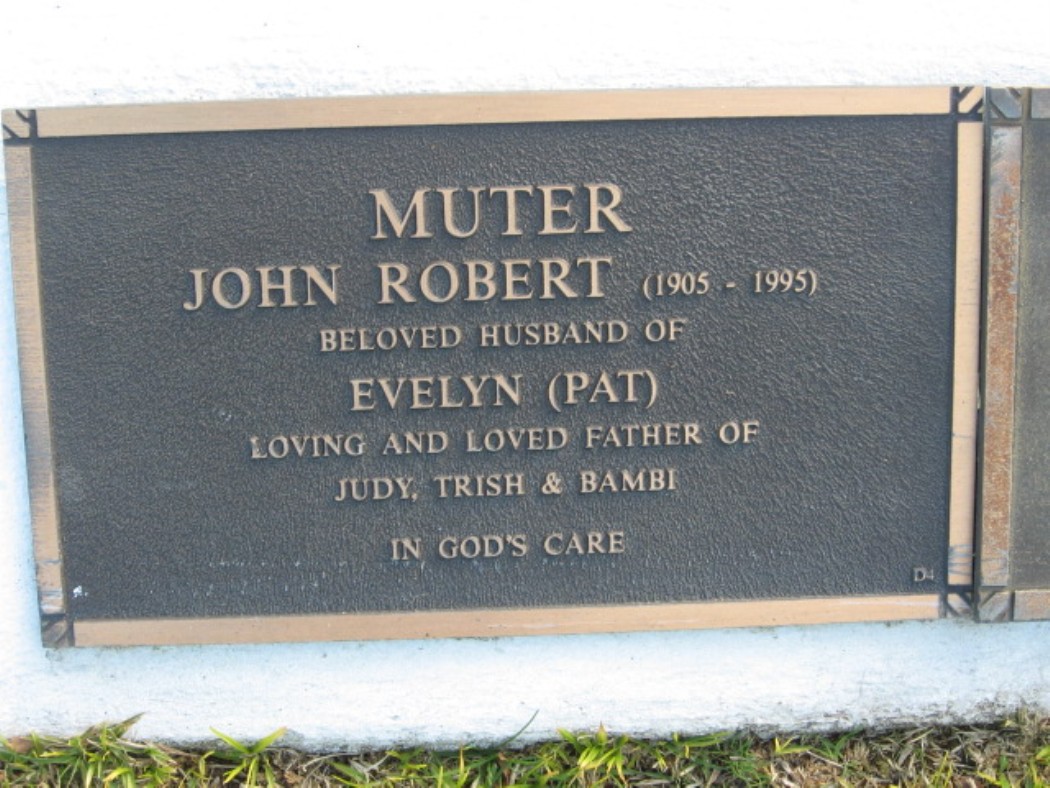 MUTER
JOHN ROBERT (1905 - 1995)
BELOVED HUSBAND OF
EVELYN (PAT)
LOVING AND LOVED FATHER OF
JUDY, TRISH & BAMBI
IN GOD'S CARE